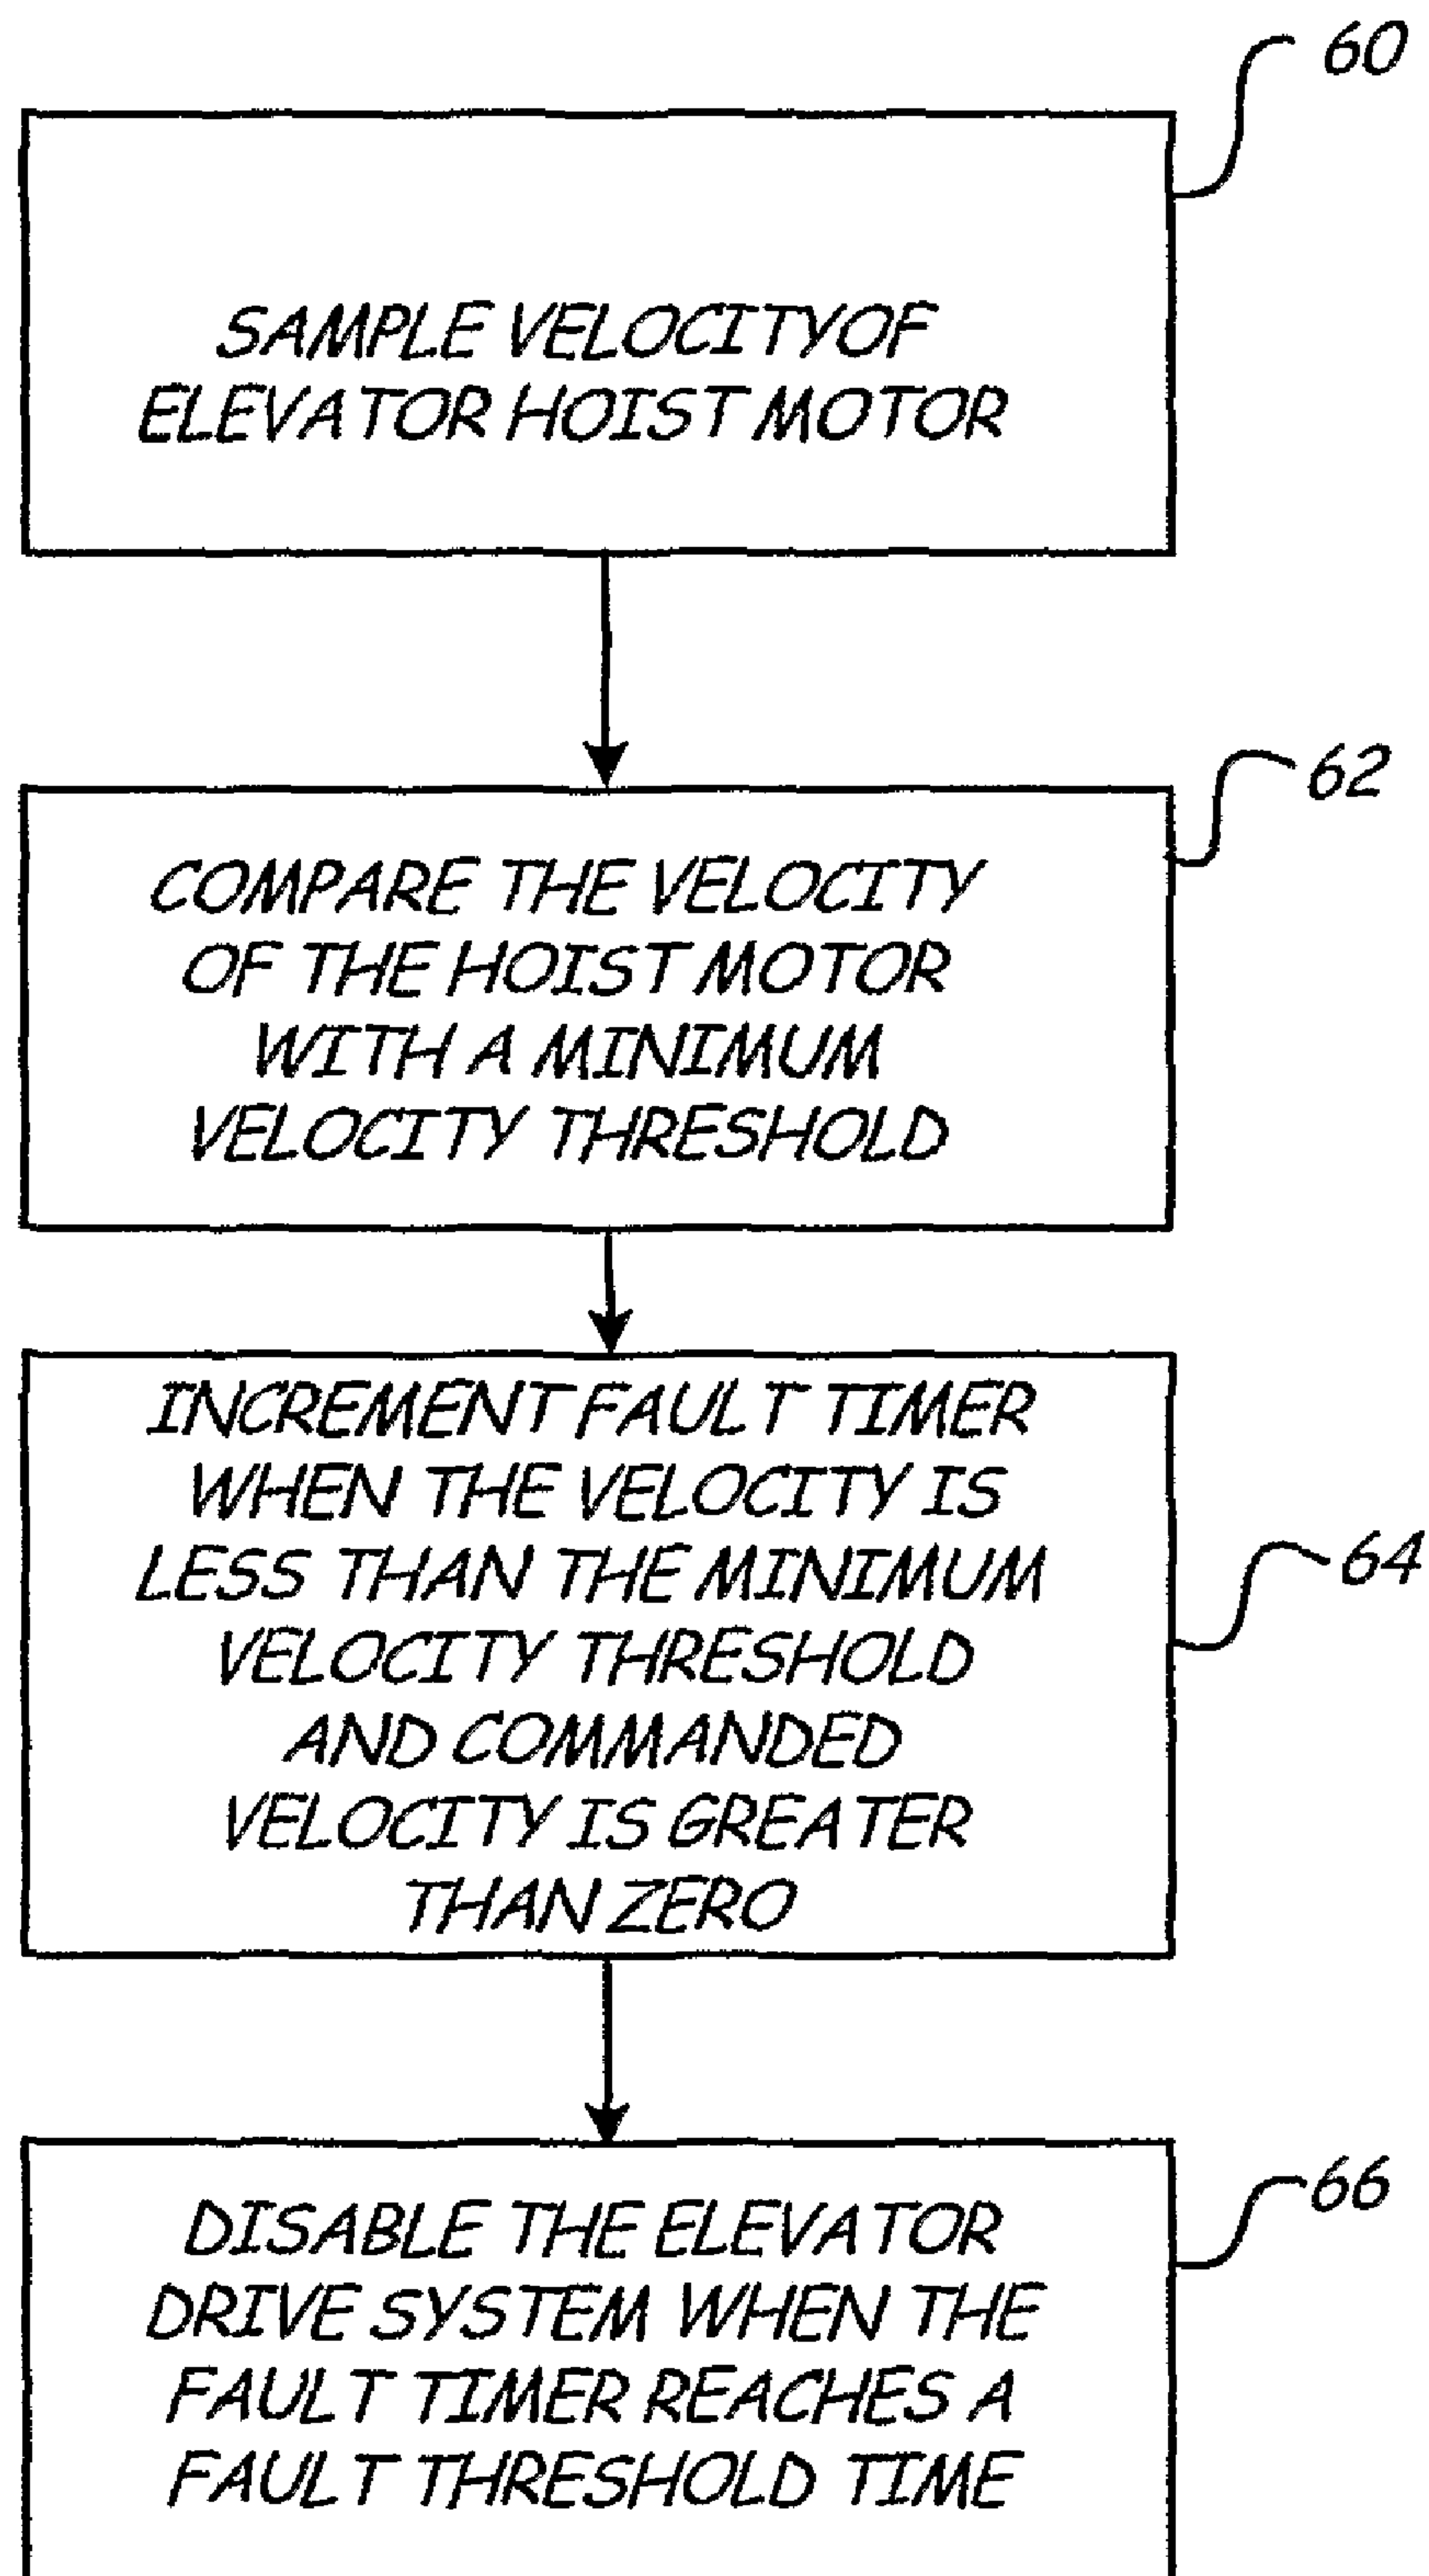 60
SAMPLE VELOCITYOF
ELEVATOR HOIST MOTOR
62
COMPARE THE VELOCITY
OF THE HOIST MOTOR
WITH A MINIMUM
VELOCITY THRESHOLD
INCREMENT FAULT TIMER
WHEN THE VELOCITY IS
LESS THAN THE MINIMUM
64
VELOCITY THRESHOLD
AND COMMANDED
VELOCITY IS GREATER
THAN ZERO
66
DISABLE THE ELEVATOR
DRIVE SYSTEM WHEN THE
FAULT TIMER REACHES A
FAULT THRESHOLD TIME